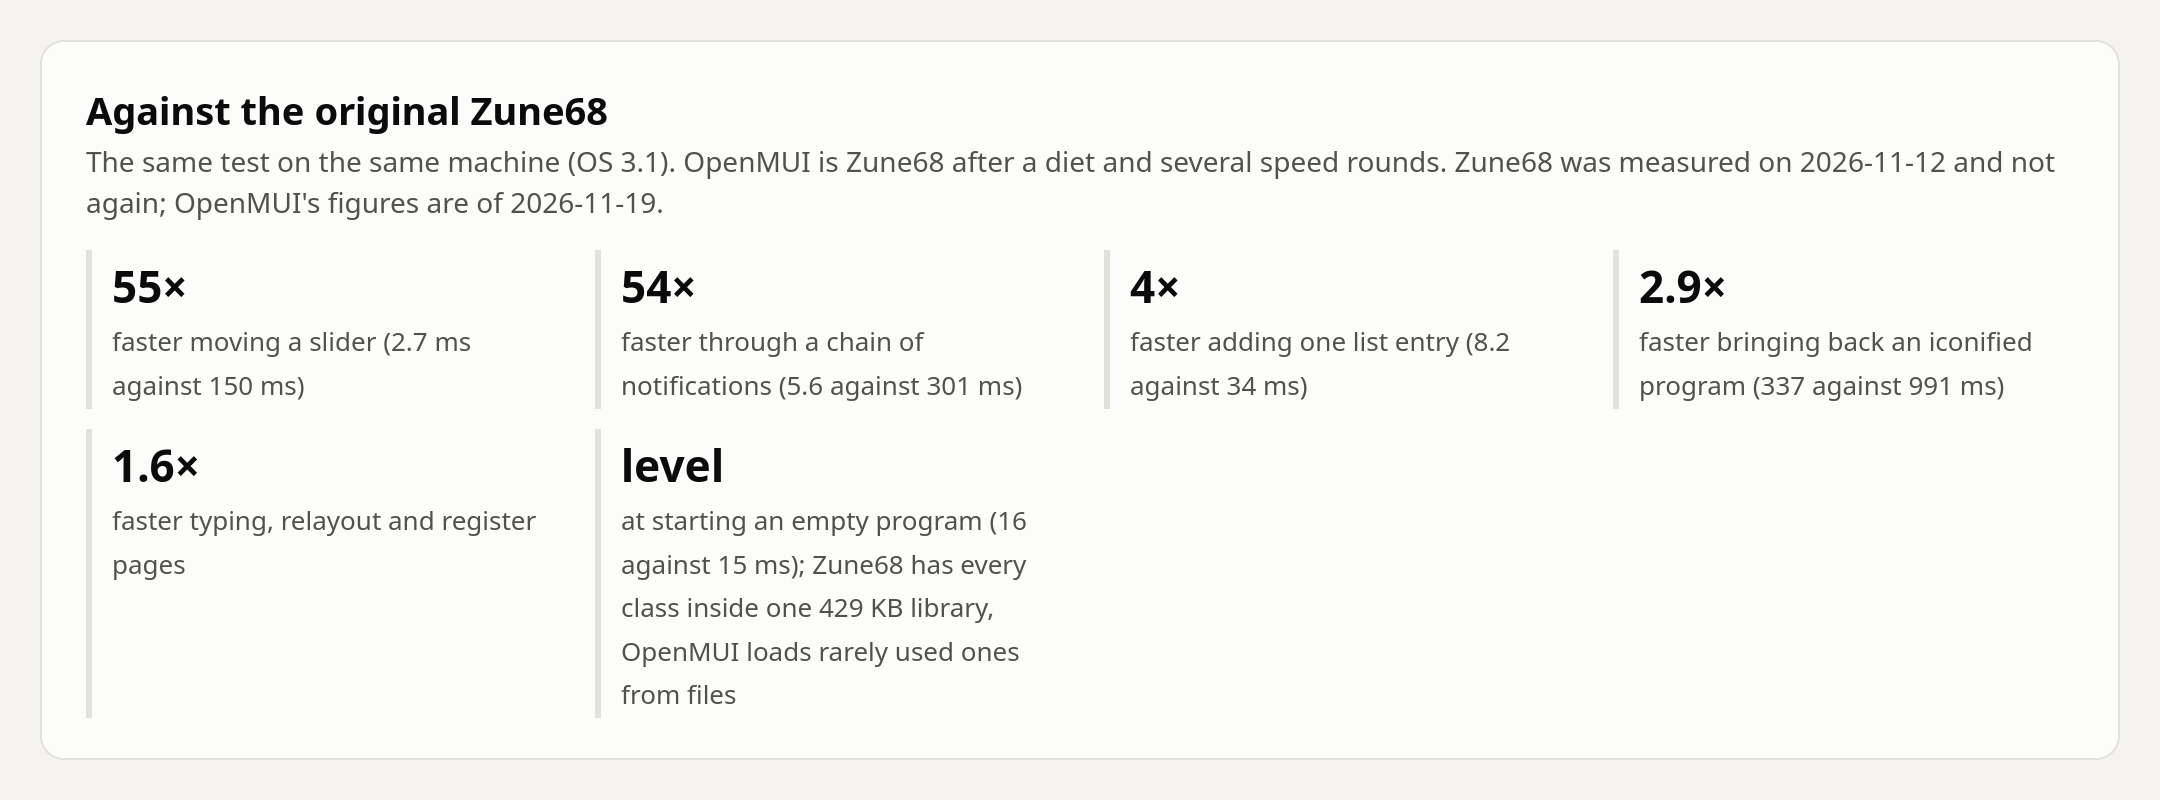 Against the original Zune68
The same test on the same machine (OS 3.1). OpenMUI is Zune68 after a diet and several speed rounds. Zune68 was measured on 2026-11-12 and not
again; OpenMUI's figures are of 2026-11-19.
55×
faster moving a slider (2.7 ms
against 150 ms)
54×
faster through a chain of
notifications (5.6 against 301 ms)
4×
faster adding one list entry (8.2
against 34 ms)
2.9×
faster bringing back an iconified
program (337 against 991 ms)
1.6×
faster typing, relayout and register
pages
level
at starting an empty program (16
against 15 ms); Zune68 has every
class inside one 429 KB library,
OpenMUI loads rarely used ones
from files